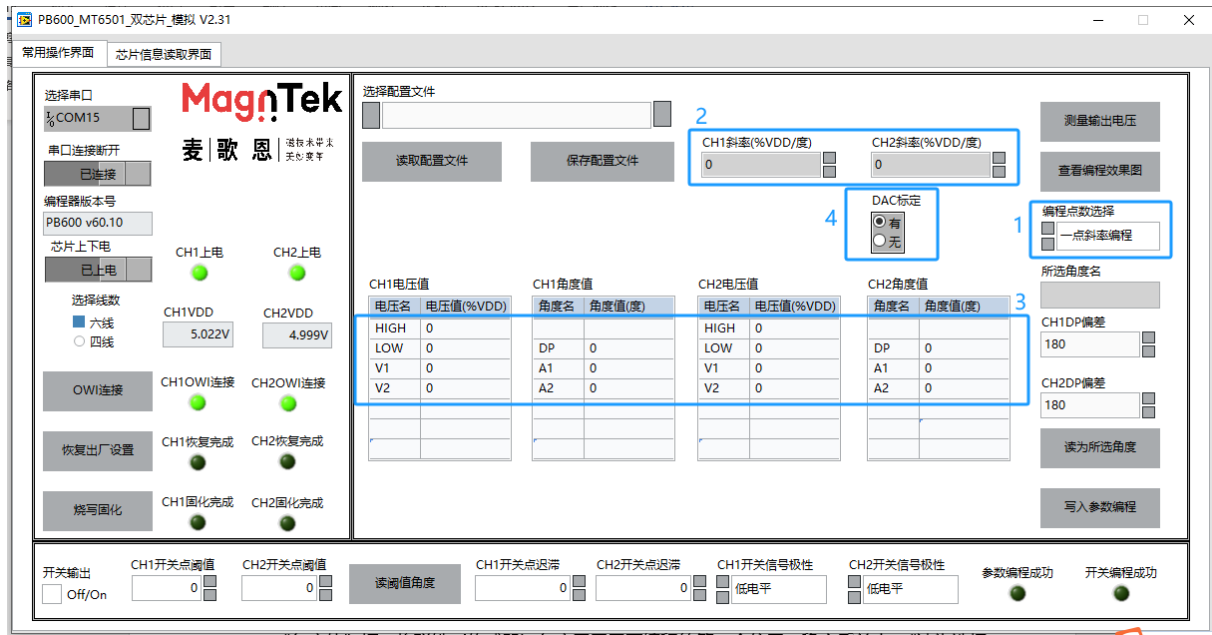 PB600_MT6501_双芯片_模拟 V2.31
常用操作界面 芯片信息读取界面
选择串口
COM15
MagnTek
麦歌恩
磁技术带来
美妙变革
串口连接断开
已连接
编程器版本号
PB600 v60.10
芯片上下电
已上电
CH1上电 CH2上电
选择线数
六线
四线
CH1VDD CH2VDD
5.022V 4.999V
OWI连接
CH1OWI连接 CH2OWI连接
恢复出厂设置
CH1恢复完成 CH2恢复完成
烧写固化
CH1固化完成 CH2固化完成
选择配置文件
读取配置文件 保存配置文件
2
CH1斜率(%VDD/度) CH2斜率(%VDD/度)
0 0
4
DAC标定
有
无
测量输出电压
查看编程效果图
1
编程点数选择
一点斜率编程
所选角度名
CH1DP偏差
180
CH2DP偏差
180
读为所选角度
写入参数编程
3
CH1电压值 CH1角度值 CH2电压值 CH2角度值
电压名 电压值(%VDD) 角度名 角度值(度) 电压名 电压值(%VDD) 角度名 角度值(度)
HIGH 0 HIGH 0
LOW 0 DP 0 LOW 0 DP 0
V1 0 A1 0 V1 0 A1 0
V2 0 A2 0 V2 0 A2 0
开关输出
Off/On
CH1开关点阈值 CH2开关点阈值
0 0
读阈值角度
CH1开关点迟滞 CH2开关点迟滞
0 0
CH1开关信号极性 CH2开关信号极性
低电平 低电平
参数编程成功 开关编程成功